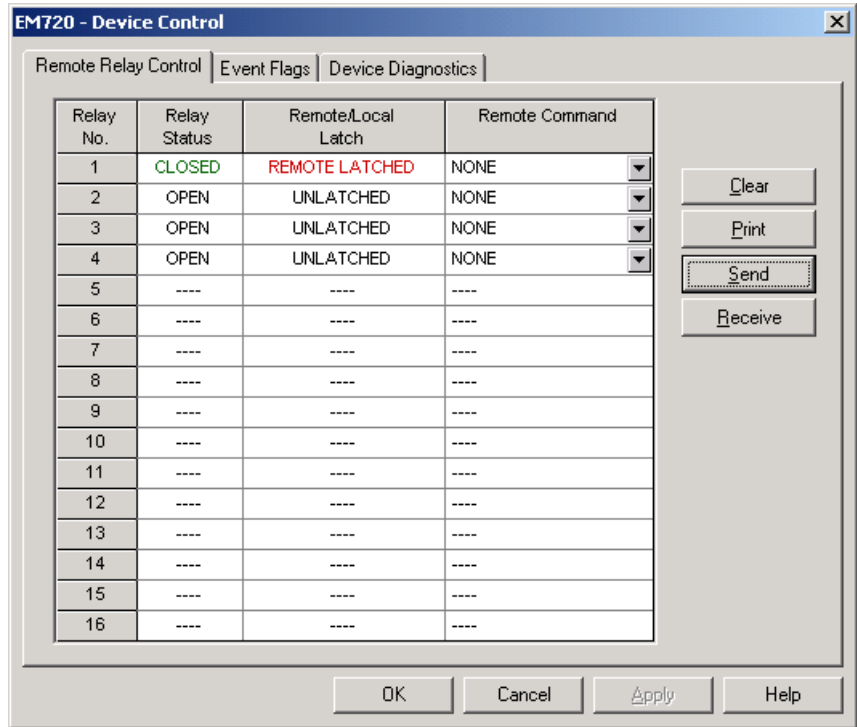 EM720 - Device Control
Remote Relay Control Event Flags Device Diagnostics
Relay No. Relay Status Remote/Local Latch Remote Command
1 CLOSED REMOTE LATCHED NONE
2 OPEN UNLATCHED NONE
3 OPEN UNLATCHED NONE
4 OPEN UNLATCHED NONE
5 ---- ---- ----
6 ---- ---- ----
7 ---- ---- ----
8 ---- ---- ----
9 ---- ---- ----
10 ---- ---- ----
11 ---- ---- ----
12 ---- ---- ----
13 ---- ---- ----
14 ---- ---- ----
15 ---- ---- ----
16 ---- ---- ----
Clear
Print
Send
Receive
OK Cancel Apply Help